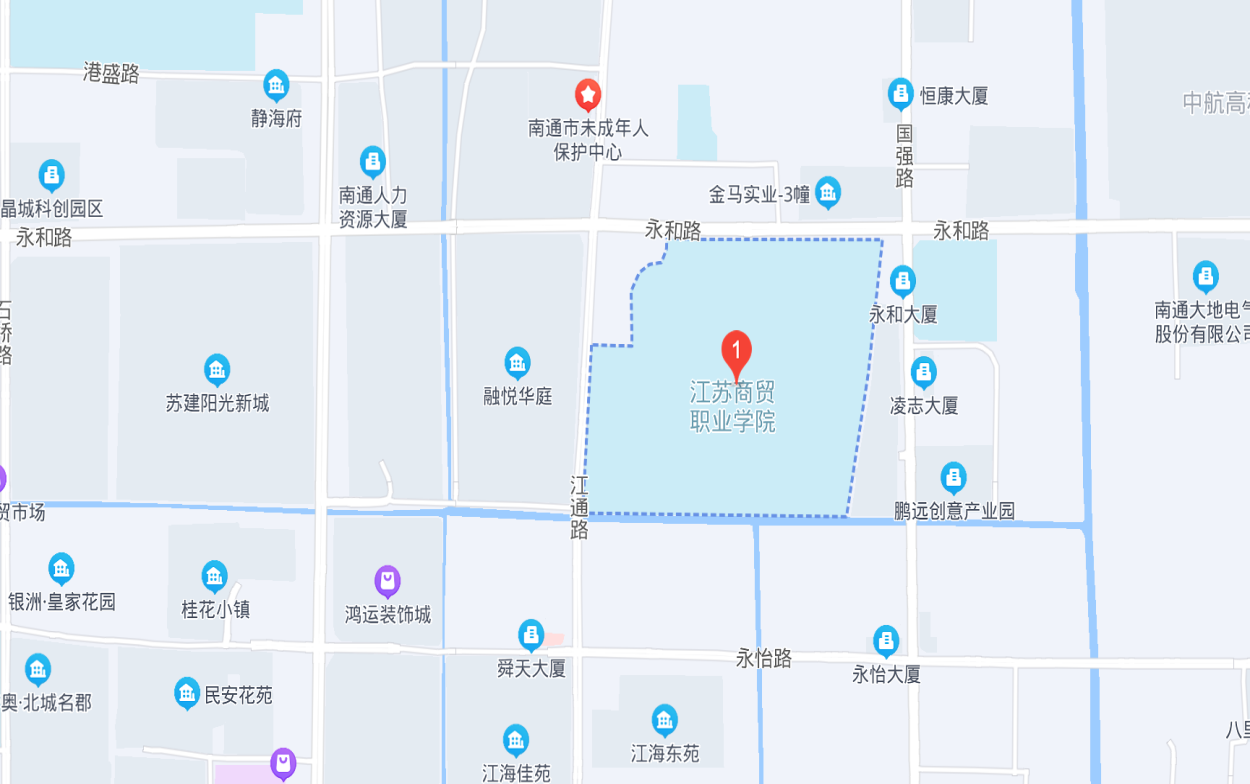 港盛路
静海府
恒康大厦
中航高科
南通市未成年人
保护中心
国强路
南通人力
资源大厦
金马实业-3幢
晶城科创园区
永和路
永和路
永和路
永和大厦
南通大地电气
股份有限公司
石桥路
1
江苏商贸
职业学院
苏建阳光新城
融悦华庭
凌志大厦
江通路
贸市场
鹏远创意产业园
银洲·皇家花园
桂花小镇
鸿运装饰城
舜天大厦
永怡路
永怡大厦
奥·北城名郡
民安花苑
江海佳苑
江海东苑
八里